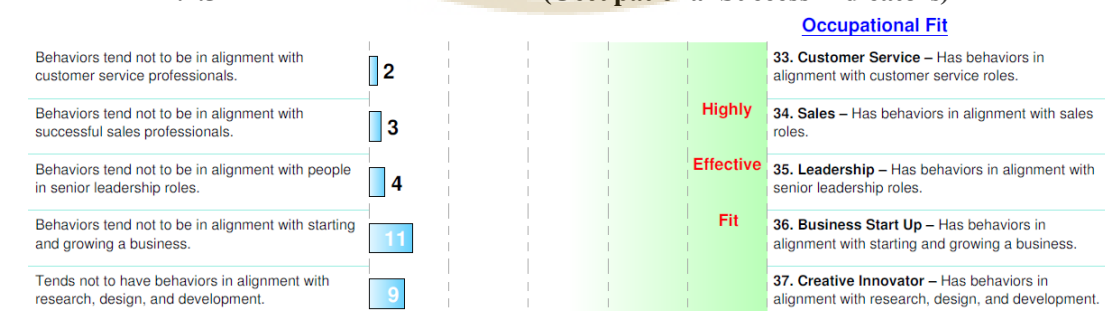 Occupational Fit
Behaviors tend not to be in alignment with
customer service professionals.
2
33. Customer Service – Has behaviors in
alignment with customer service roles.
Behaviors tend not to be in alignment with
successful sales professionals.
3
Highly
34. Sales – Has behaviors in alignment with sales
roles.
Behaviors tend not to be in alignment with people
in senior leadership roles.
4
Effective
35. Leadership – Has behaviors in alignment with
senior leadership roles.
Behaviors tend not to be in alignment with starting
and growing a business.
11
Fit
36. Business Start Up – Has behaviors in
alignment with starting and growing a business.
Tends not to have behaviors in alignment with
research, design, and development.
9
37. Creative Innovator – Has behaviors in
alignment with research, design, and development.